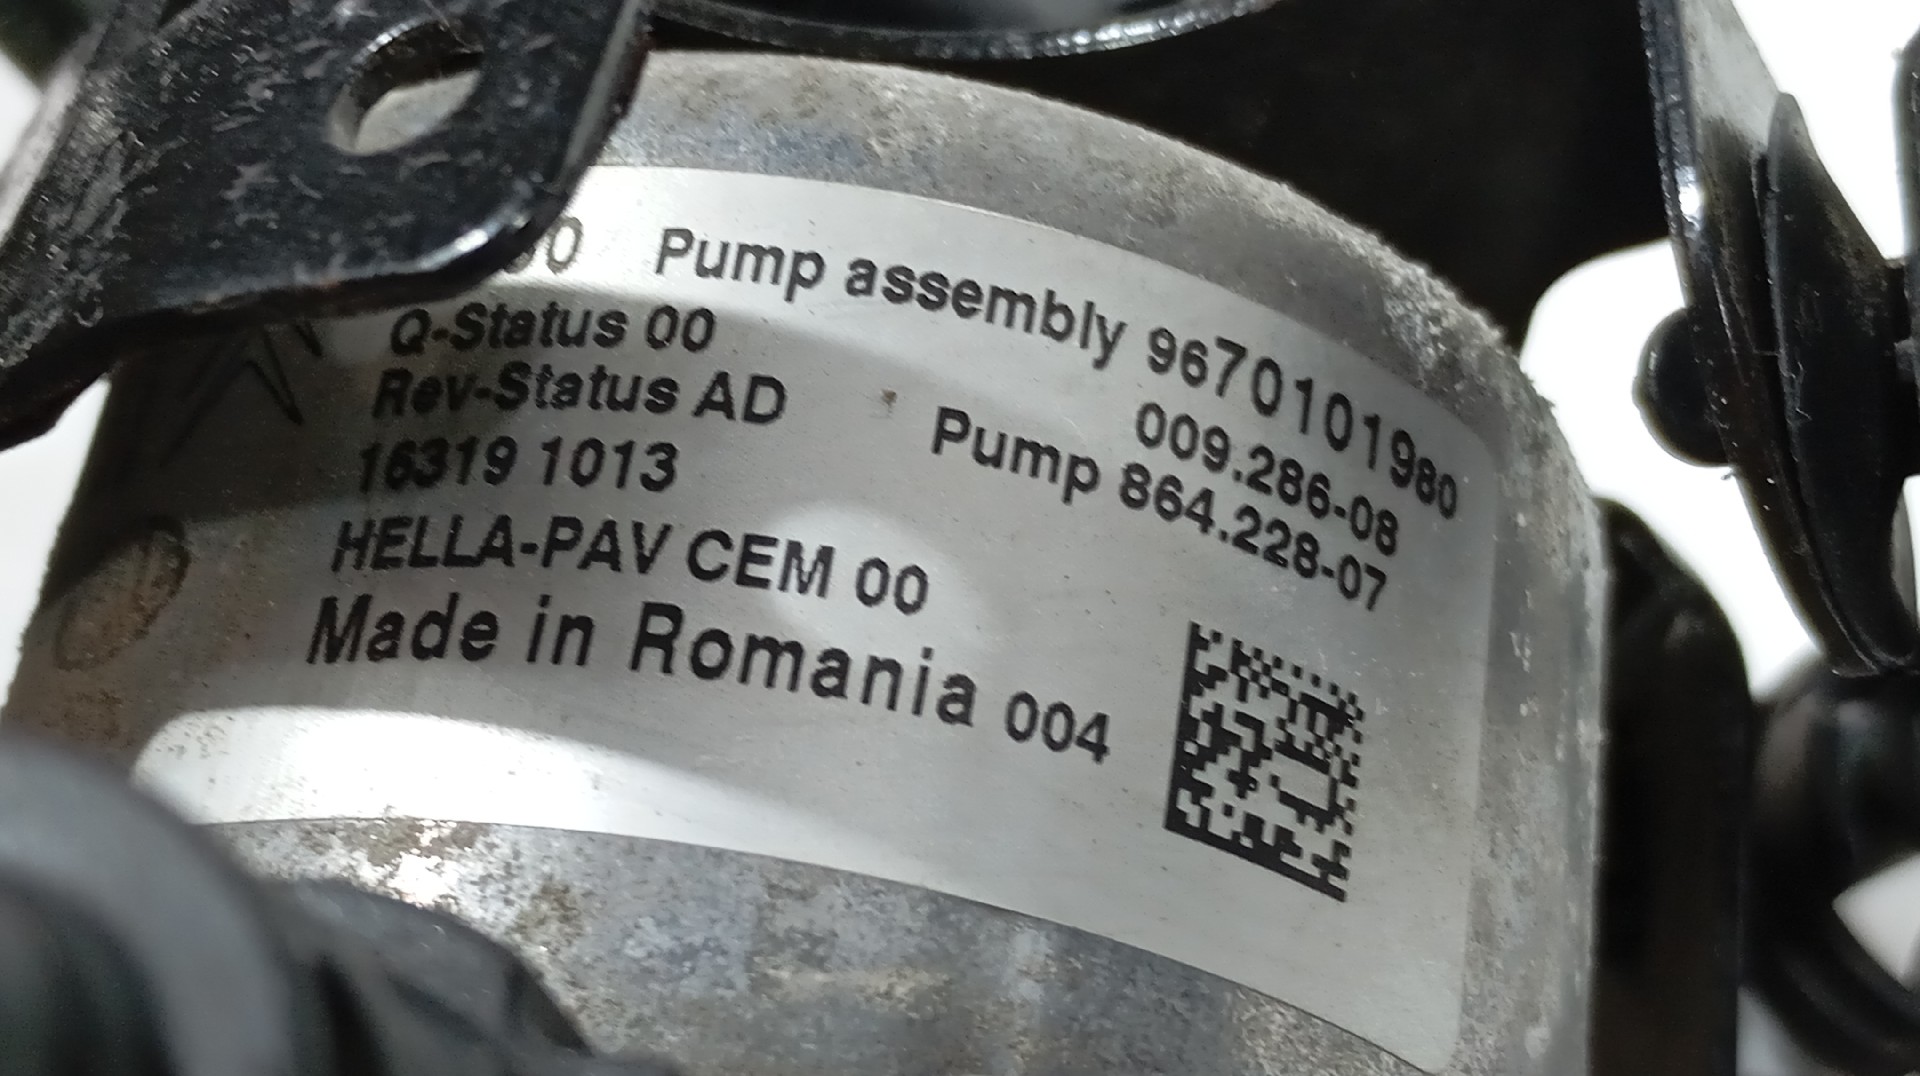 Pump assembly 9670101980
009.286-08
Pump 864.228-07
Q-Status 00
Rev-Status AD
16319 1013
HELLA-PAV CEM 00
Made in Romania 004